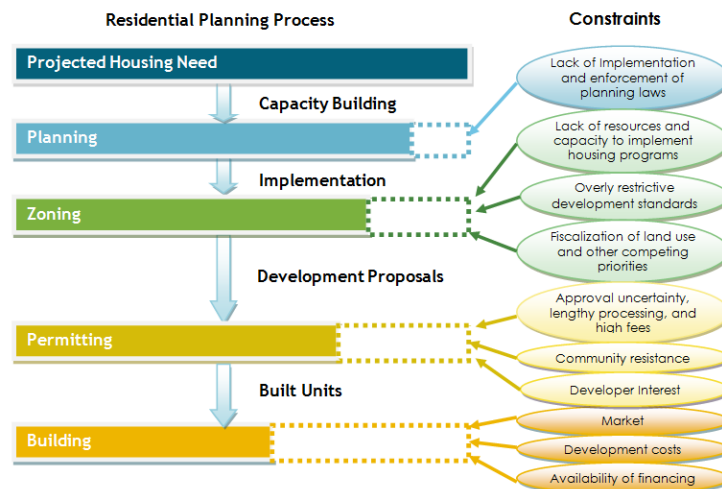 Residential Planning Process
Constraints
Projected Housing Need
Capacity Building
Planning
Implementation
Zoning
Development Proposals
Permitting
Built Units
Building
Lack of Implementation
and enforcement of
planning laws
Lack of resources and
capacity to implement
housing programs
Overly restrictive
development standards
Fiscalization of land use
and other competing
priorities
Approval uncertainty,
lengthy processing, and
high fees
Community resistance
Developer Interest
Market
Development costs
Availability of financing